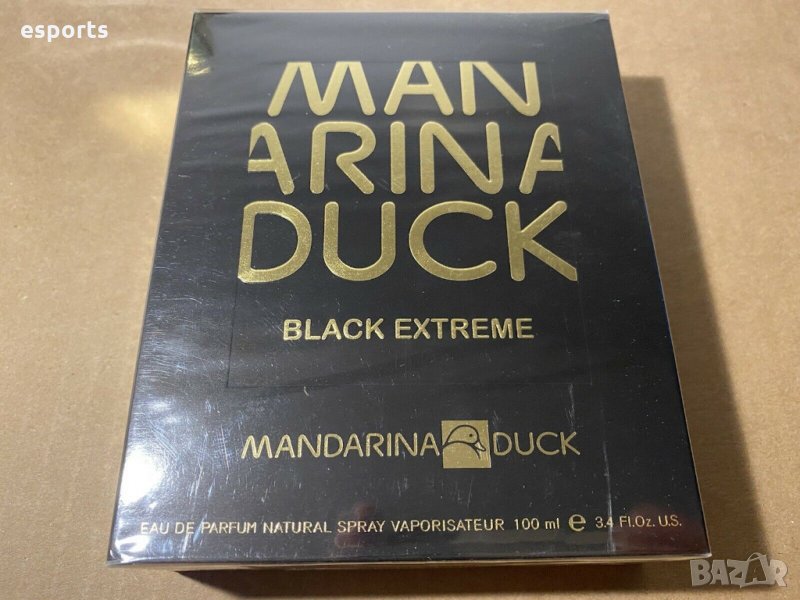 esports
MAN
ARINA
DUCK
BLACK EXTREME
MANDARINA DUCK
EAU DE PARFUM NATURAL SPRAY VAPORISATEUR 100 ml e 3.4 Fl.Oz. U.S.
BAZAR